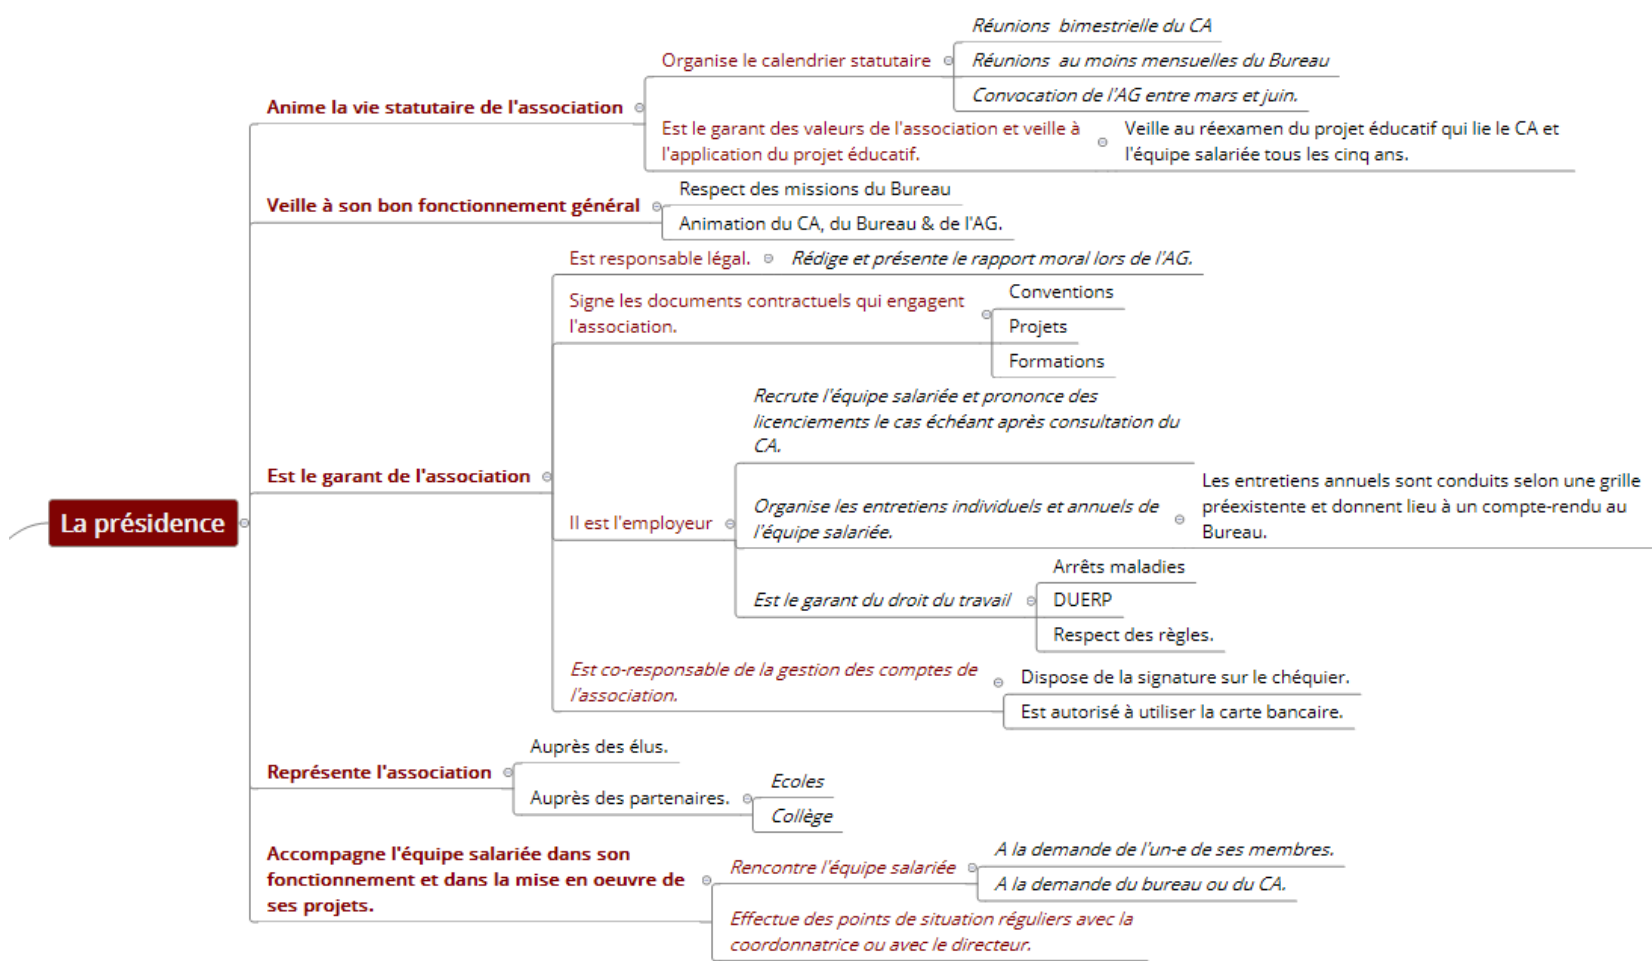 La présidence
Anime la vie statutaire de l'association
Organise le calendrier statutaire
Réunions bimestrielle du CA
Réunions au moins mensuelles du Bureau
Convocation de l'AG entre mars et juin.
Est le garant des valeurs de l'association et veille à
l'application du projet éducatif.
Veille au réexamen du projet éducatif qui lie le CA et
l'équipe salariée tous les cinq ans.
Veille à son bon fonctionnement général
Respect des missions du Bureau
Animation du CA, du Bureau & de l'AG.
Est le garant de l'association
Est responsable légal.
Rédige et présente le rapport moral lors de l'AG.
Signe les documents contractuels qui engagent
l'association.
Conventions
Projets
Formations
Il est l'employeur
Recrute l'équipe salariée et prononce des
licenciements le cas échéant après consultation du
CA.
Organise les entretiens individuels et annuels de
l'équipe salariée.
Les entretiens annuels sont conduits selon une grille
préexistente et donnent lieu à un compte-rendu au
Bureau.
Est le garant du droit du travail
Arrêts maladies
DUERP
Respect des règles.
Est co-responsable de la gestion des comptes de
l'association.
Dispose de la signature sur le chéquier.
Est autorisé à utiliser la carte bancaire.
Représente l'association
Auprès des élus.
Auprès des partenaires.
Ecoles
Collège
Accompagne l'équipe salariée dans son
fonctionnement et dans la mise en oeuvre de
ses projets.
Rencontre l'équipe salariée
A la demande de l'un-e de ses membres.
A la demande du bureau ou du CA.
Effectue des points de situation réguliers avec la
coordonnatrice ou avec le directeur.